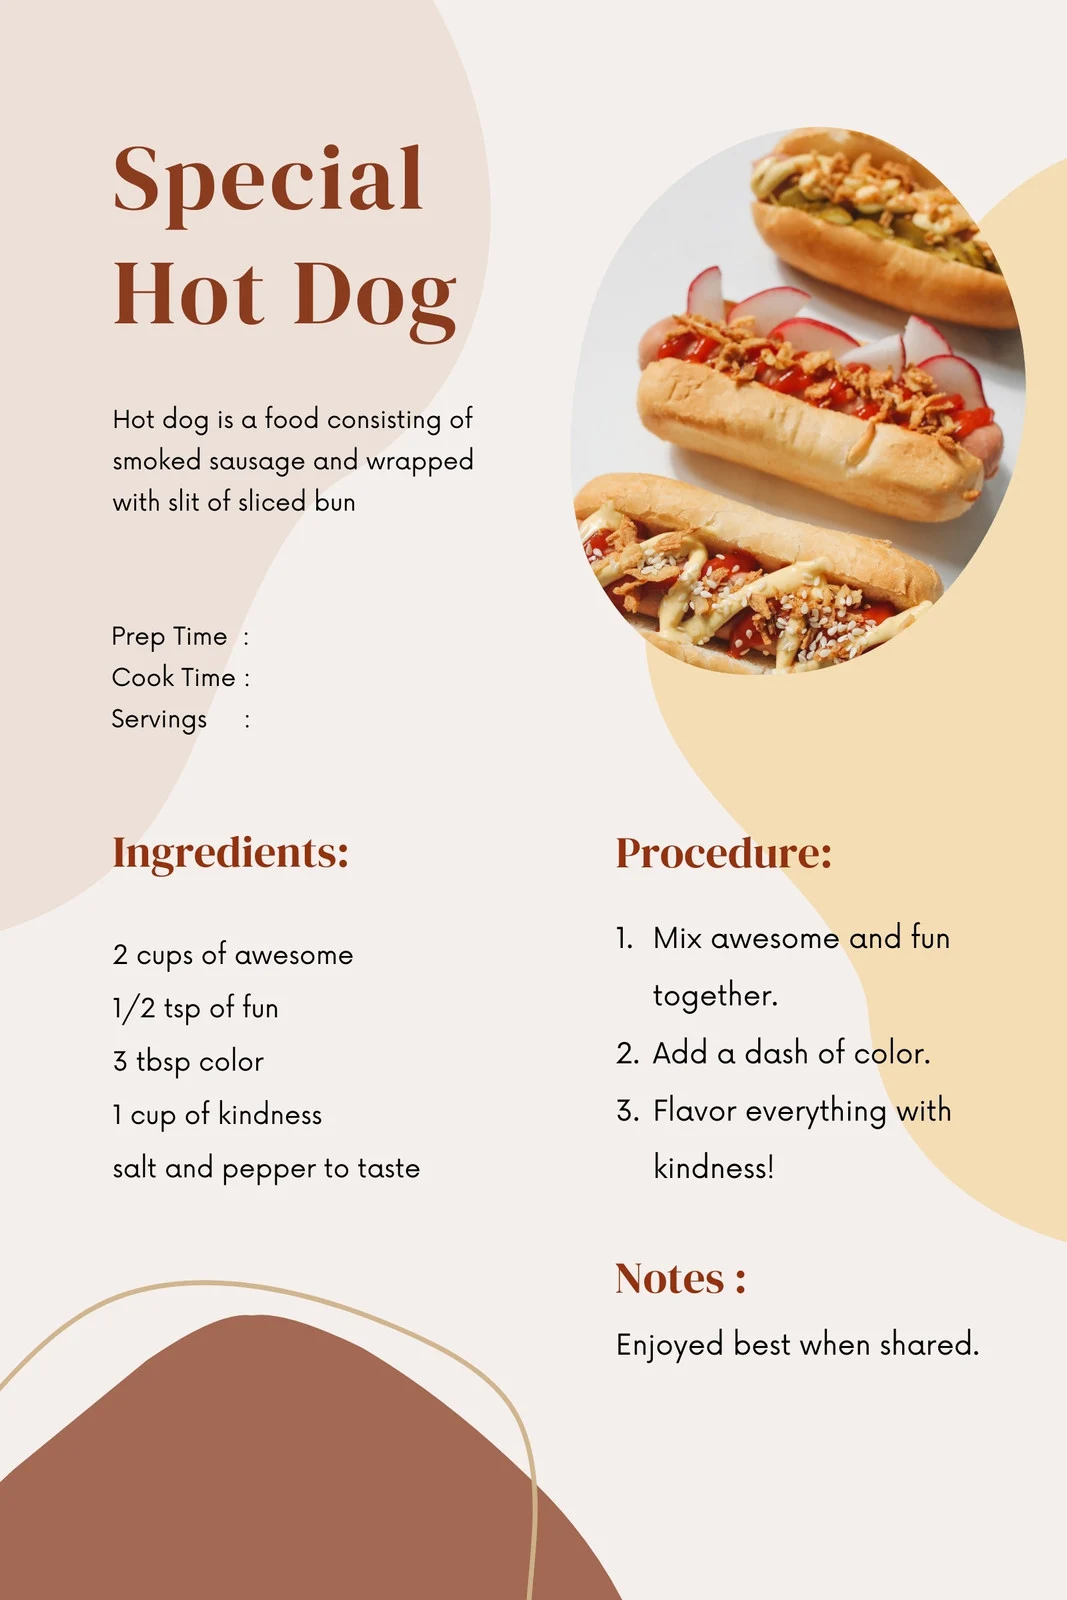 Special
Hot Dog
Hot dog is a food consisting of
smoked sausage and wrapped
with slit of sliced bun
Prep Time :
Cook Time :
Servings :
Ingredients:
2 cups of awesome
1/2 tsp of fun
3 tbsp color
1 cup of kindness
salt and pepper to taste
Procedure:
1. Mix awesome and fun
together.
2. Add a dash of color.
3. Flavor everything with
kindness!
Notes :
Enjoyed best when shared.